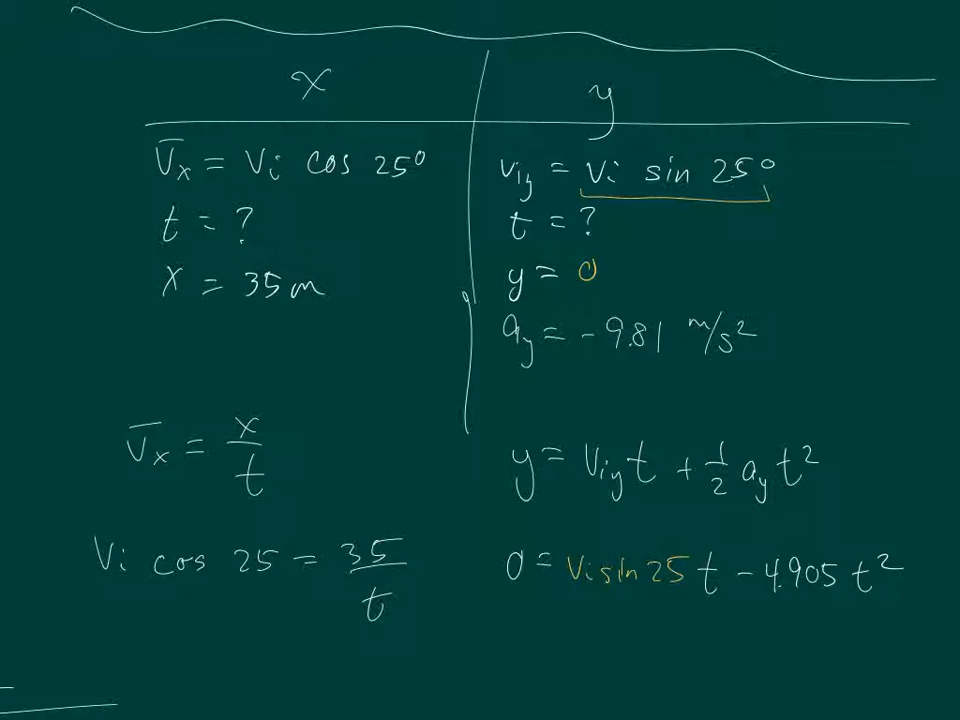 x
y
V̄x = Vi cos 25°
t = ?
x = 35 m
viy = Vi sin 25°
t = ?
y = 0
ay = -9.81 m/s²
V̄x = x/t
Vi cos 25 = 35/t
y = Viy t + 1/2 ay t²
0 = Vi sin 25 t - 4.905 t²